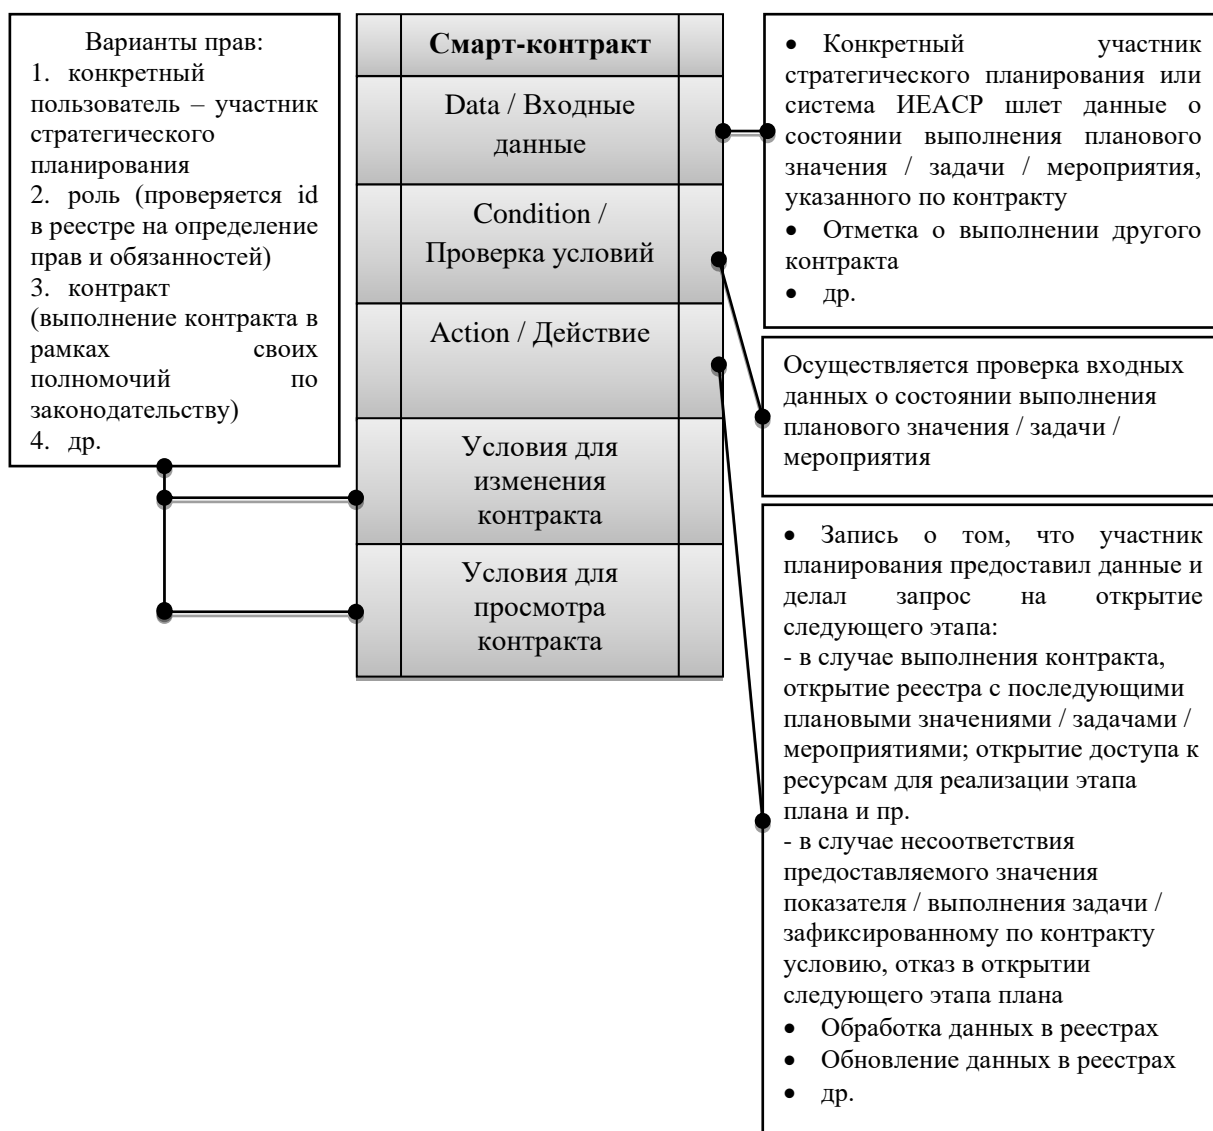 Варианты прав:
1. конкретный
пользователь – участник
стратегического
планирования
2. роль (проверяется id
в реестре на определение
прав и обязанностей)
3. контракт
(выполнение контракта в
рамках своих
полномочий по
законодательству)
4. др.
Смарт-контракт
Data / Входные
данные
Condition /
Проверка условий
Action / Действие
Условия для
изменения
контракта
Условия для
просмотра
контракта
• Конкретный участник
стратегического планирования или
система ИЕАСР шлет данные о
состоянии выполнения планового
значения / задачи / мероприятия,
указанного по контракту
• Отметка о выполнении другого
контракта
• др.
Осуществляется проверка входных
данных о состоянии выполнения
планового значения / задачи /
мероприятия
• Запись о том, что участник
планирования предоставил данные и
делал запрос на открытие
следующего этапа:
- в случае выполнения контракта,
открытие реестра с последующими
плановыми значениями / задачами /
мероприятиями; открытие доступа к
ресурсам для реализации этапа
плана и пр.
- в случае несоответствия
предоставляемого значения
показателя / выполнения задачи /
зафиксированному по контракту
условию, отказ в открытии
следующего этапа плана
• Обработка данных в реестрах
• Обновление данных в реестрах
• др.